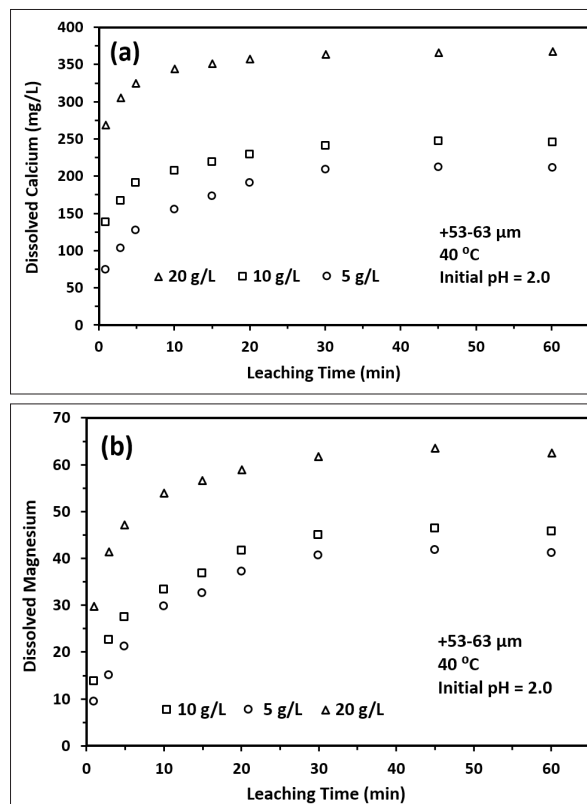 (a)
400
350
300
250
200
150
100
50
0
Dissolved Calcium (mg/L)
+53-63 µm
40 ⁰C
Initial pH = 2.0
△ 20 g/L □ 10 g/L ○ 5 g/L
0 10 20 30 40 50 60
Leaching Time (min)
(b)
70
60
50
40
30
20
10
0
Dissolved Magnesium
+53-63 µm
40 ⁰C
Initial pH = 2.0
□ 10 g/L ○ 5 g/L △ 20 g/L
0 10 20 30 40 50 60
Leaching Time (min)